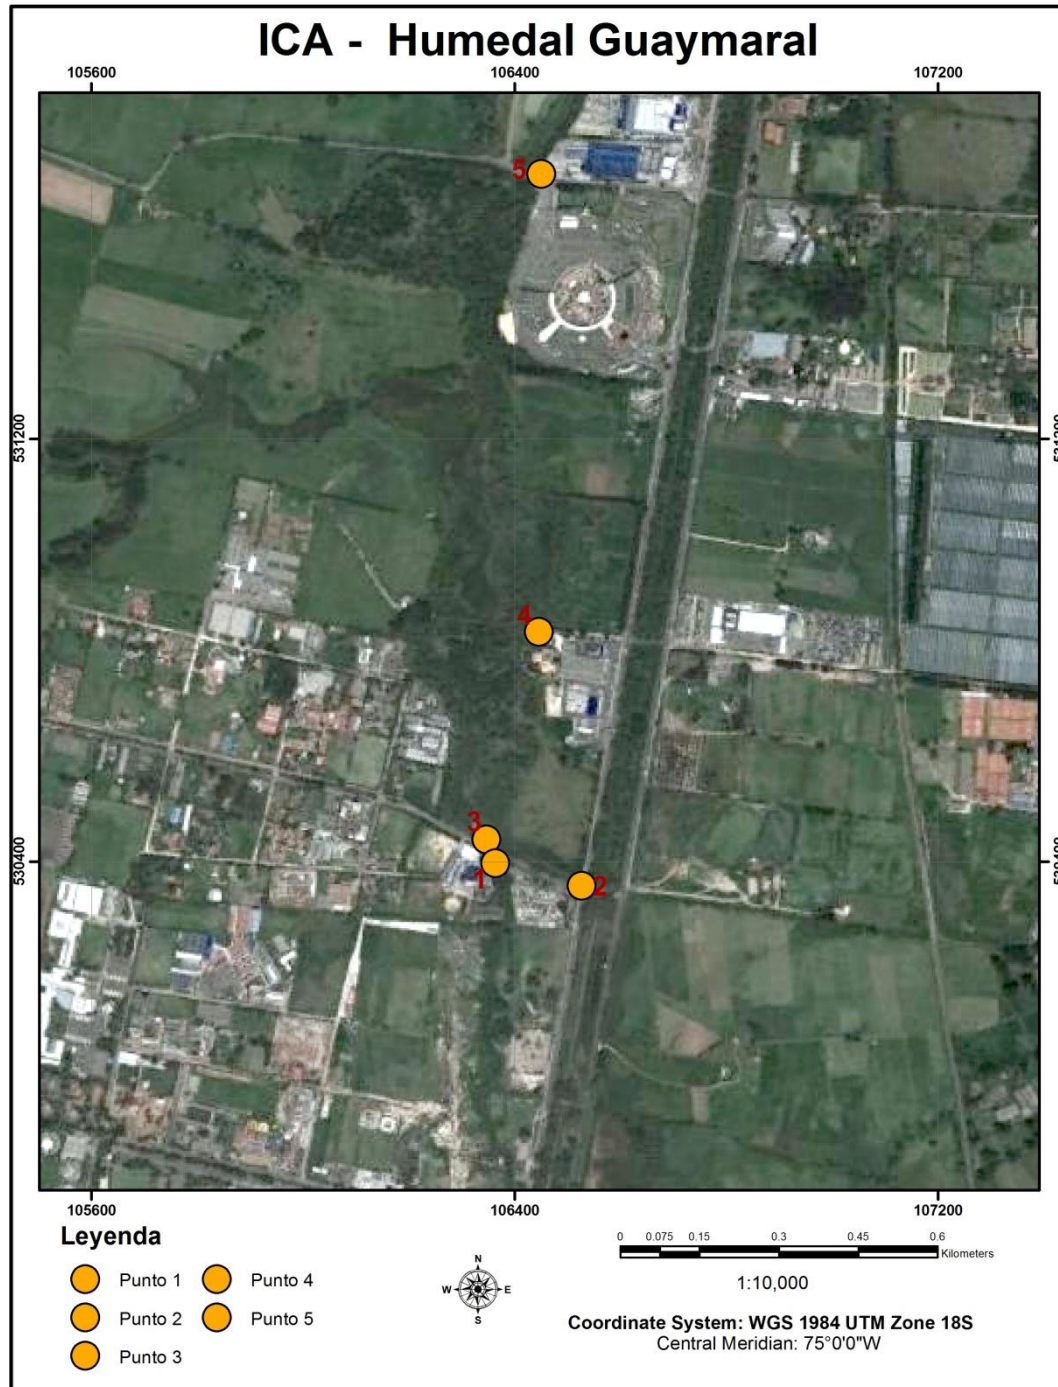 ICA - Humedal Guaymaral
105600 106400 107200
5
531200 531200
4
3
530400 530400
1 2
105600 106400 107200
Leyenda
Punto 1 Punto 4
Punto 2 Punto 5
Punto 3
N
W E
S
0 0.075 0.15 0.3 0.45 0.6
Kilometers
1:10,000
Coordinate System: WGS 1984 UTM Zone 18S
Central Meridian: 75°0'0"W